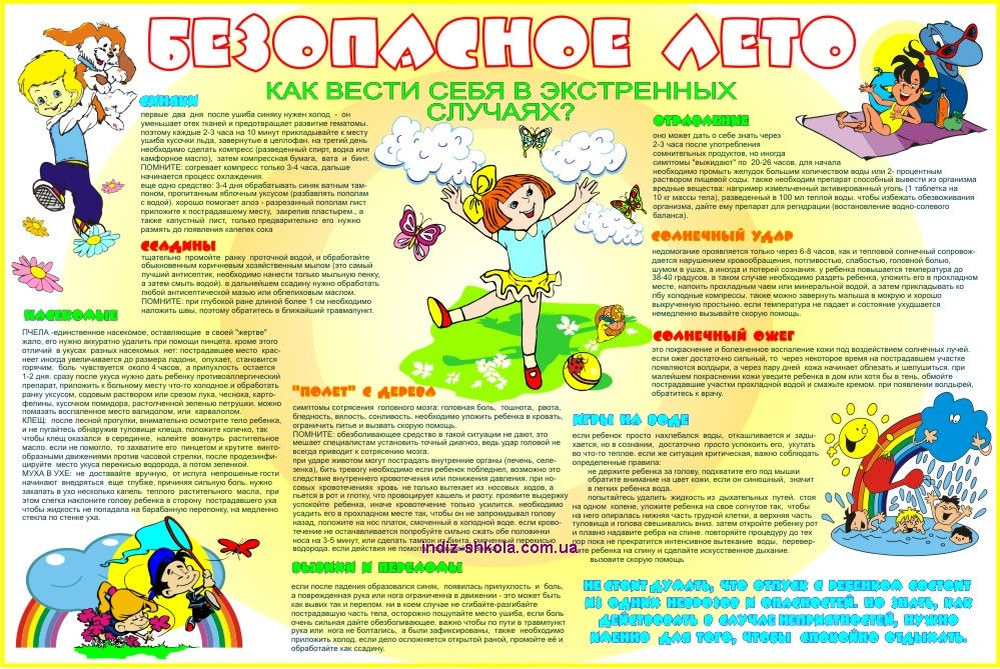 БЕЗОПАСНОЕ ЛЕТО
КАК ВЕСТИ СЕБЯ В ЭКСТРЕННЫХ
СЛУЧАЯХ?
СИНЯКИ
первые два дня после ушиба синяку нужен холод - он
уменьшает отек тканей и предотвращает развитие гематомы.
поэтому каждые 2-3 часа на 10 минут прикладывайте к месту
ушиба кусочки льда, завернутые в целлофан. на третий день
необходимо сделать компресс (разведенный спирт, водка или
камфорное масло), затем компрессная бумага, вата и бинт.
ПОМНИТЕ: согревает компресс только 3-4 часа, дальше
начинается процесс охлаждения.
еще одно средство: 3-4 дня обрабатывать синяк ватным там-
поном, пропитанным яблочным уксусом (разбавлять пополам
с водой). хорошо помогает алоэ - разрезанный пополам лист
приложите к пострадавшему месту, закрепив пластырем., а
также капустный лист, только предварительно его нужно
размять до появления капелек сока
ССАДИНЫ
тщательно промойте ранку проточной водой, и обработайте
обыкновенным коричневым хозяйственным мылом (это самый
лучший антисептик, необходимо нанести только мыльную пенку,
а затем смыть водой). в дальнейшем ссадину нужно обработать
любой антисептической мазью или облепиховым маслом.
ПОМНИТЕ: при глубокой ране длиной более 1 см необходимо
наложить швы, поэтому обратитесь в ближайший травмапункт.
НАСЕКОМЫЕ
ПЧЕЛА -единственное насекомое, оставляющие в своей "жертве"
жало, его нужно аккуратно удалить при помощи пинцета. кроме этого
отличий в укусах разных насекомых нет: пострадавшее место крас-
неет иногда увеличивается до размера ладони, опухает, становится
горячим. боль чувствуется около 4 часов, а припухлость остается
1-2 дня. сразу после укуса нужно дать ребенку противоаллергический
препарат, приложить к больному месту что-то холодное.и обработать
ранку уксусом, содовым раствором или срезом лука, чеснока, карто-
фелины, кусочком помидора, растолченной зеленью петрушки, можно
помазать воспаленное место валидолом, или карвалолом.
КЛЕЩ: после лесной прогулки, внимательно осмотрите тело ребенка,
и не пугайтесь обнаружив туловище клеща. положите колечко, так
чтобы клещ оказался в серединке, налейте вовнутрь растительное
масло. если не помогло, то захватите его пинцетом и крутите винто-
образными движениями против часовой стрелки, после продезинфи-
цируйте место укуса перекисью водорода, а потом зеленкой.
МУХА В УХЕ: не доставайте вручную, от испуга непрошеные гости
начинают внедряться еще глубже, причиняя сильную боль. нужно
закапать в ухо несколько капель теплого растительного масла, при
этом слегка наклоните голову ребенка в сторону пострадавшего уха
чтобы жидкость не попадала на барабанную перепонку, на медленно
стекла по стенке уха.
"ПОЛЕТ" С ДЕРЕВА
симптомы сотрясения головного мозга: головная боль, тошнота, рвота,
бледность, вялость, сонливость. необходимо уложить ребенка в кровать,
ограничить питье и вызвать скорую помощь.
ПОМНИТЕ: обезболивающее средство в такой ситуации не дают, это
мешает специалистам установить точный диагноз, ведь удар головой не
всегда приводит к сотрясению мозга.
при ударе животом могут пострадать внутренние органы (печень, селе-
зенка), бить тревогу необходимо если ребенок побледнел, возможно это
следствие внутреннего кровотечения или понижения давления. при но-
совых кровотечениях кровь не только вытекает из носовых ходов, а
льется в рот и глотку, что провоцирует кашель и рвоту. проявите выдержку
успокойте ребенка, иначе кровотечение только усилится. необходимо
усадить его в прохладном месте так, чтобы он не запрокидывал голову
назад, положите на нос платок, смоченный в холодной воде. если крово-
течение не останавливается попробуйте сильно сжать обе половинки
носа на 3-5 минут, или сделать тампон из бинта, смоченный перекисью
водорода. если действия не помог
indiz-shkola.com.ua
ВЫВИХИ И ПЕРЕЛОМЫ
если после падения образовался синяк, появилась припухлость и боль,
а поврежденная рука или нога ограничена в движении - это может быть
как вывих так и перелом. ни в коем случае не сгибайте-разгибайте
пострадавшую часть тела, осторожно пощупайте место ушиба, если боль
очень сильная дайте обезболивающее. важно чтобы по пути в травмпункт
рука или нога не болтались, а были зафиксированы, также необходимо
приложить холод. если дело осложняется открытой раной, промойте её и
обработайте как ссадину.
ОТРАВЛЕНИЕ
оно может дать о себе знать через
2-3 часа после употребления
сомнительных продуктов, но иногда
симптомы "выжидают" по 20-26 часов. для начала
необходимо промыть желудок большим количеством воды или 2- процентным
раствором пищевой соды. также необходим препарат способный вывести из организма
вредные вещества: например измельченный активированный уголь (1 таблетка на
10 кг массы тела), разведенный в 100 мл теплой воды. чтобы избежать обезвоживания
организма, дайте ему препарат для регидрации (востановление водно-солевого
баланса).
СОЛНЕЧНЫЙ УДАР
недомогание проявляется только через 6-8 часов, как и тепловой солнечный сопровож-
дается нарушением кровообращения, потливостью, слабостью, головной болью,
шумом в ушах, а иногда и потерей сознания. у ребенка повышается температура до
38-40 градусов. в таком случае необходимо раздеть ребенка, уложить его в прохладном
месте, напоить прохладным чаем или минеральной водой, а затем прикладывать ко
лбу холодные компрессы. также можно завернуть малыша в мокрую и хорошо
выкрученную простыню. если температура не падает и состояние ухудшается
немедленно вызывайте скорую помощь.
СОЛНЕЧНЫЙ ОЖЕГ
это покраснение и болезненное воспаление кожи под воздействием солнечных лучей.
если ожег достаточно сильный, то через некоторое время на пострадавшем участке
появляются волдыри, а через пару дней кожа начинает облезать и шелушиться. при
малейшем покраснении кожи уведите ребенка в дом или хотя бы в тень, обмойте
пострадавшие участки прохладной водой и смажьте кремом. при появлении волдырей,
обратитесь к врачу.
ИГРЫ НА ВОДЕ
если ребенок просто нахлебался воды, откашливается и зады-
хается, но в сознании, достаточно просто успокоить его, укутать
во что-то теплое. если же ситуация критическая, важно соблюдать
определенные правила:
не держите ребенка за голову, подхватите его под мышки
обратите внимание на цвет кожи, если он синюшный, значит
в легких ребенка вода.
попытайтесь удалить жидкость из дыхательных путей. стоя
на одном колене, уложите ребенка на свое согнутое так, чтобы
на него опиралась нижняя часть грудной клетки, а верхняя часть
туловища и голова свешивались вниз. затем откройте ребенку рот
и плавно надавите ребра на спине. повторяйте процедуру до тех
пор пока не прекратится интенсивное вытекание воды, перевер-
ните ребенка на спину и сделайте искусственное дыхание.
вызовите скорую помощь
НЕ СТОИТ ДУМАТЬ, ЧТО ОТПУСК С РЕБЕНКОМ СОСТОИТ
ИЗ ОДНИХ НЕВРОЗОВ И ОПАСНОСТЕЙ. НО ЗНАТЬ, КАК
ДЕЙСТВОВАТЬ В СЛУЧАЕ НЕПРИЯТНОСТЕЙ, НУЖНО
ИМЕННО ДЛЯ ТОГО, ЧТОБЫ СПОКОЙНО ОТДЫХАТЬ.